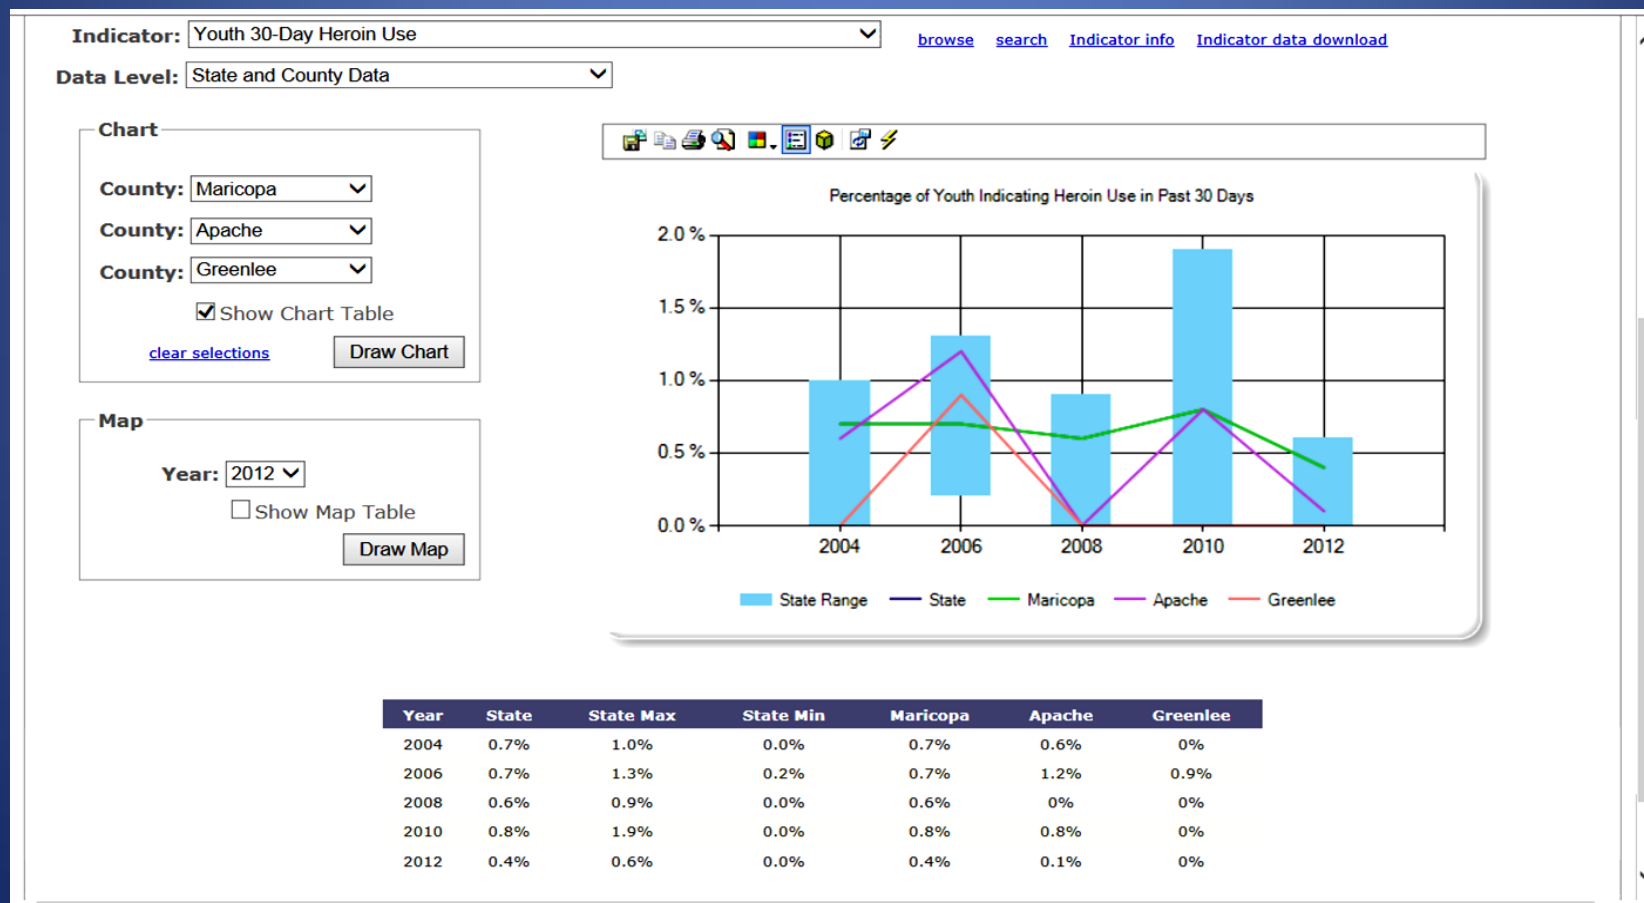 Indicator: Youth 30-Day Heroin Use browse search Indicator info Indicator data download
Data Level: State and County Data
Chart
County: Maricopa
County: Apache
County: Greenlee
Show Chart Table
clear selections Draw Chart
Map
Year: 2012
Show Map Table
Draw Map
Percentage of Youth Indicating Heroin Use in Past 30 Days
2.0 %
1.5 %
1.0 %
0.5 %
0.0 %
2004 2006 2008 2010 2012
State Range State Maricopa Apache Greenlee
Year State State Max State Min Maricopa Apache Greenlee
2004 0.7% 1.0% 0.0% 0.7% 0.6% 0%
2006 0.7% 1.3% 0.2% 0.7% 1.2% 0.9%
2008 0.6% 0.9% 0.0% 0.6% 0% 0%
2010 0.8% 1.9% 0.0% 0.8% 0.8% 0%
2012 0.4% 0.6% 0.0% 0.4% 0.1% 0%